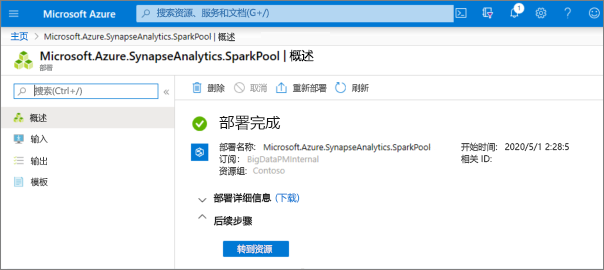 Microsoft Azure
搜索资源、服务和文档(G+/)
1
主页 > Microsoft.Azure.SynapseAnalytics.SparkPool | 概述
Microsoft.Azure.SynapseAnalytics.SparkPool | 概述
部署
搜索(Ctrl+/)
«
删除 取消 重新部署 刷新
概述
输入
输出
模板
部署完成
部署名称: Microsoft.Azure.SynapseAnalytics.SparkPool
订阅: BigDataPMInternal
资源组: Contoso
开始时间: 2020/5/1 2:28:5
相关 ID:
部署详细信息 (下载)
后续步骤
转到资源